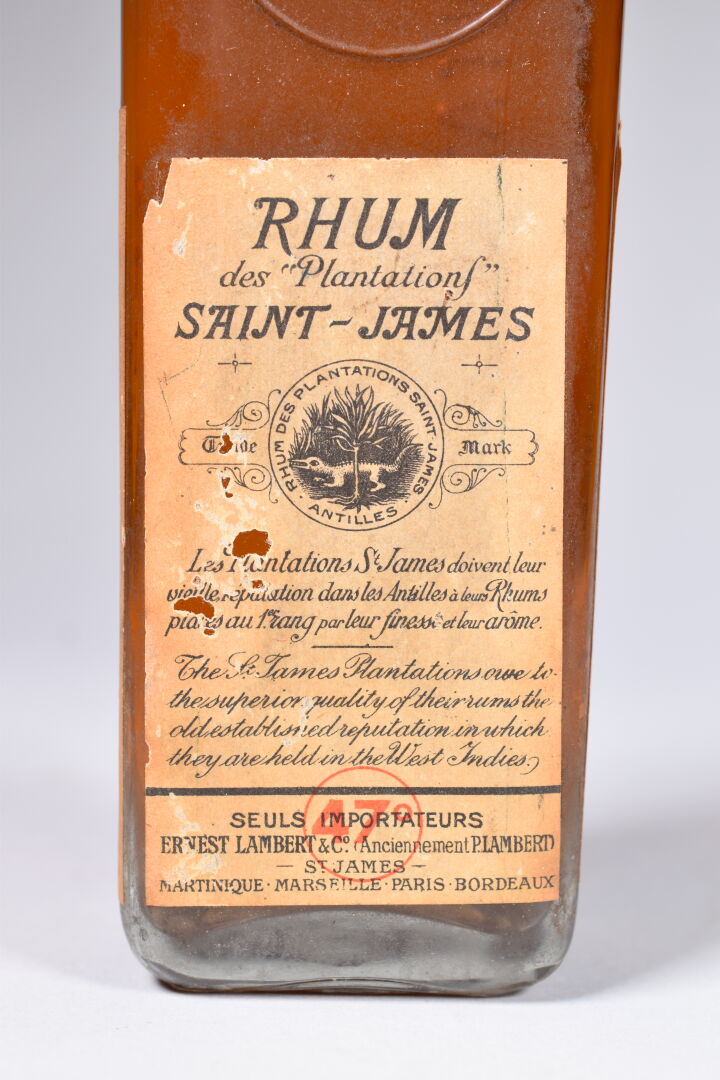 RHUM
des "Plantations"
SAINT-JAMES
RHUM DES PLANTATIONS SAINT JAMES
· ANTILLES ·
Trade Mark
Les Plantations St James doivent leur
vieille réputation dans les Antilles à leurs Rhums
placés au 1er rang par leur finesse et leur arôme.
The St James Plantations owe to
the superior quality of their rums the
old established reputation in which
they are held in the West Indies.
47°
SEULS IMPORTATEURS
ERNEST LAMBERT & Co. (Anciennement P. LAMBERT)
— ST JAMES —
MARTINIQUE · MARSEILLE · PARIS · BORDEAUX